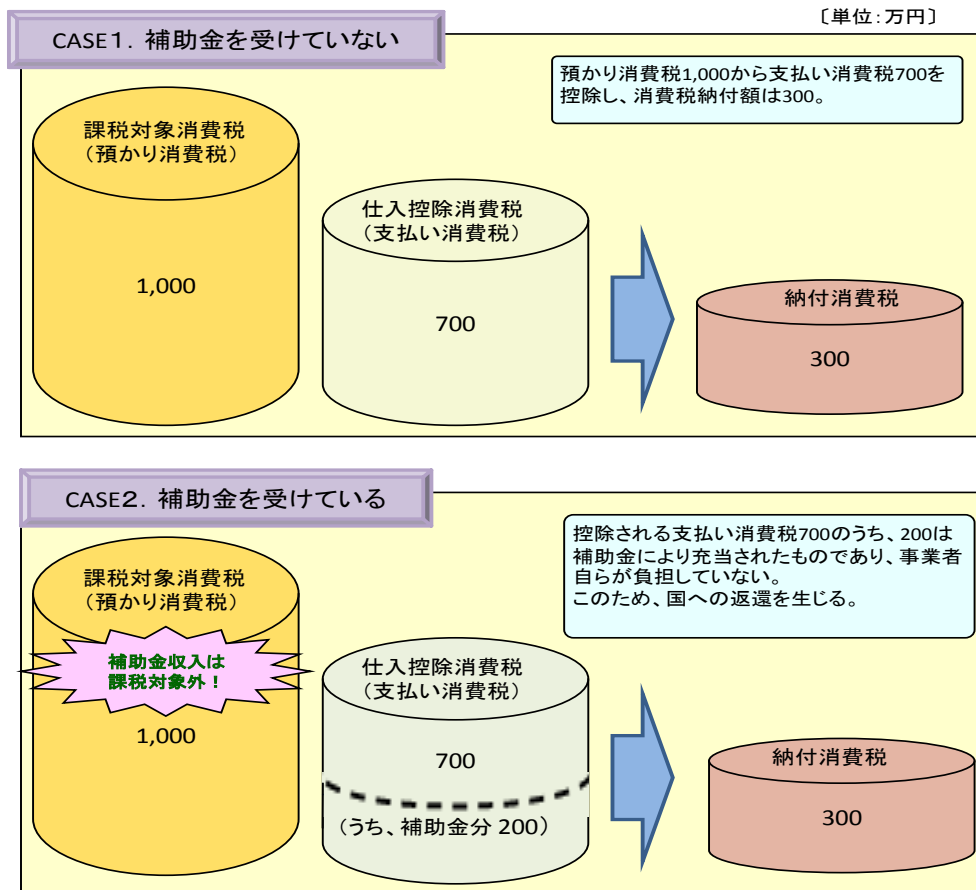 〔単位:万円〕
CASE1. 補助金を受けていない
預かり消費税1,000から支払い消費税700を
控除し、消費税納付額は300。
課税対象消費税
(預かり消費税)
1,000
仕入控除消費税
(支払い消費税)
700
納付消費税
300
CASE2. 補助金を受けている
控除される支払い消費税700のうち、200は
補助金により充当されたものであり、事業者
自らが負担していない。
このため、国への返還を生じる。
課税対象消費税
(預かり消費税)
補助金収入は
課税対象外!
1,000
仕入控除消費税
(支払い消費税)
700
(うち、補助金分 200)
納付消費税
300